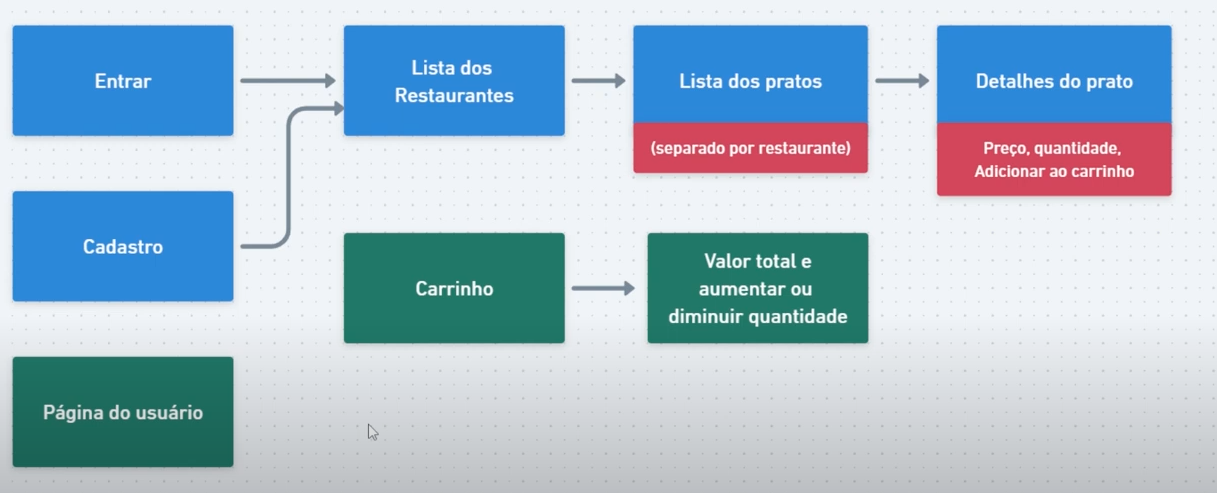 Entrar
Lista dos
Restaurantes
Lista dos pratos
(separado por restaurante)
Detalhes do prato
Preço, quantidade,
Adicionar ao carrinho
Cadastro
Carrinho
Valor total e
aumentar ou
diminuir quantidade
Página do usuário